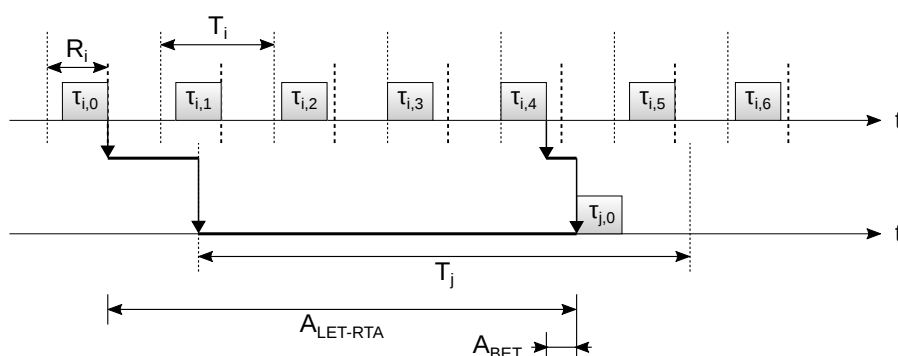 T_i
R_i
τ_i,0 τ_i,1 τ_i,2 τ_i,3 τ_i,4 τ_i,5 τ_i,6 t
τ_j,0 t
T_j
A_LET-RTA
A_BET